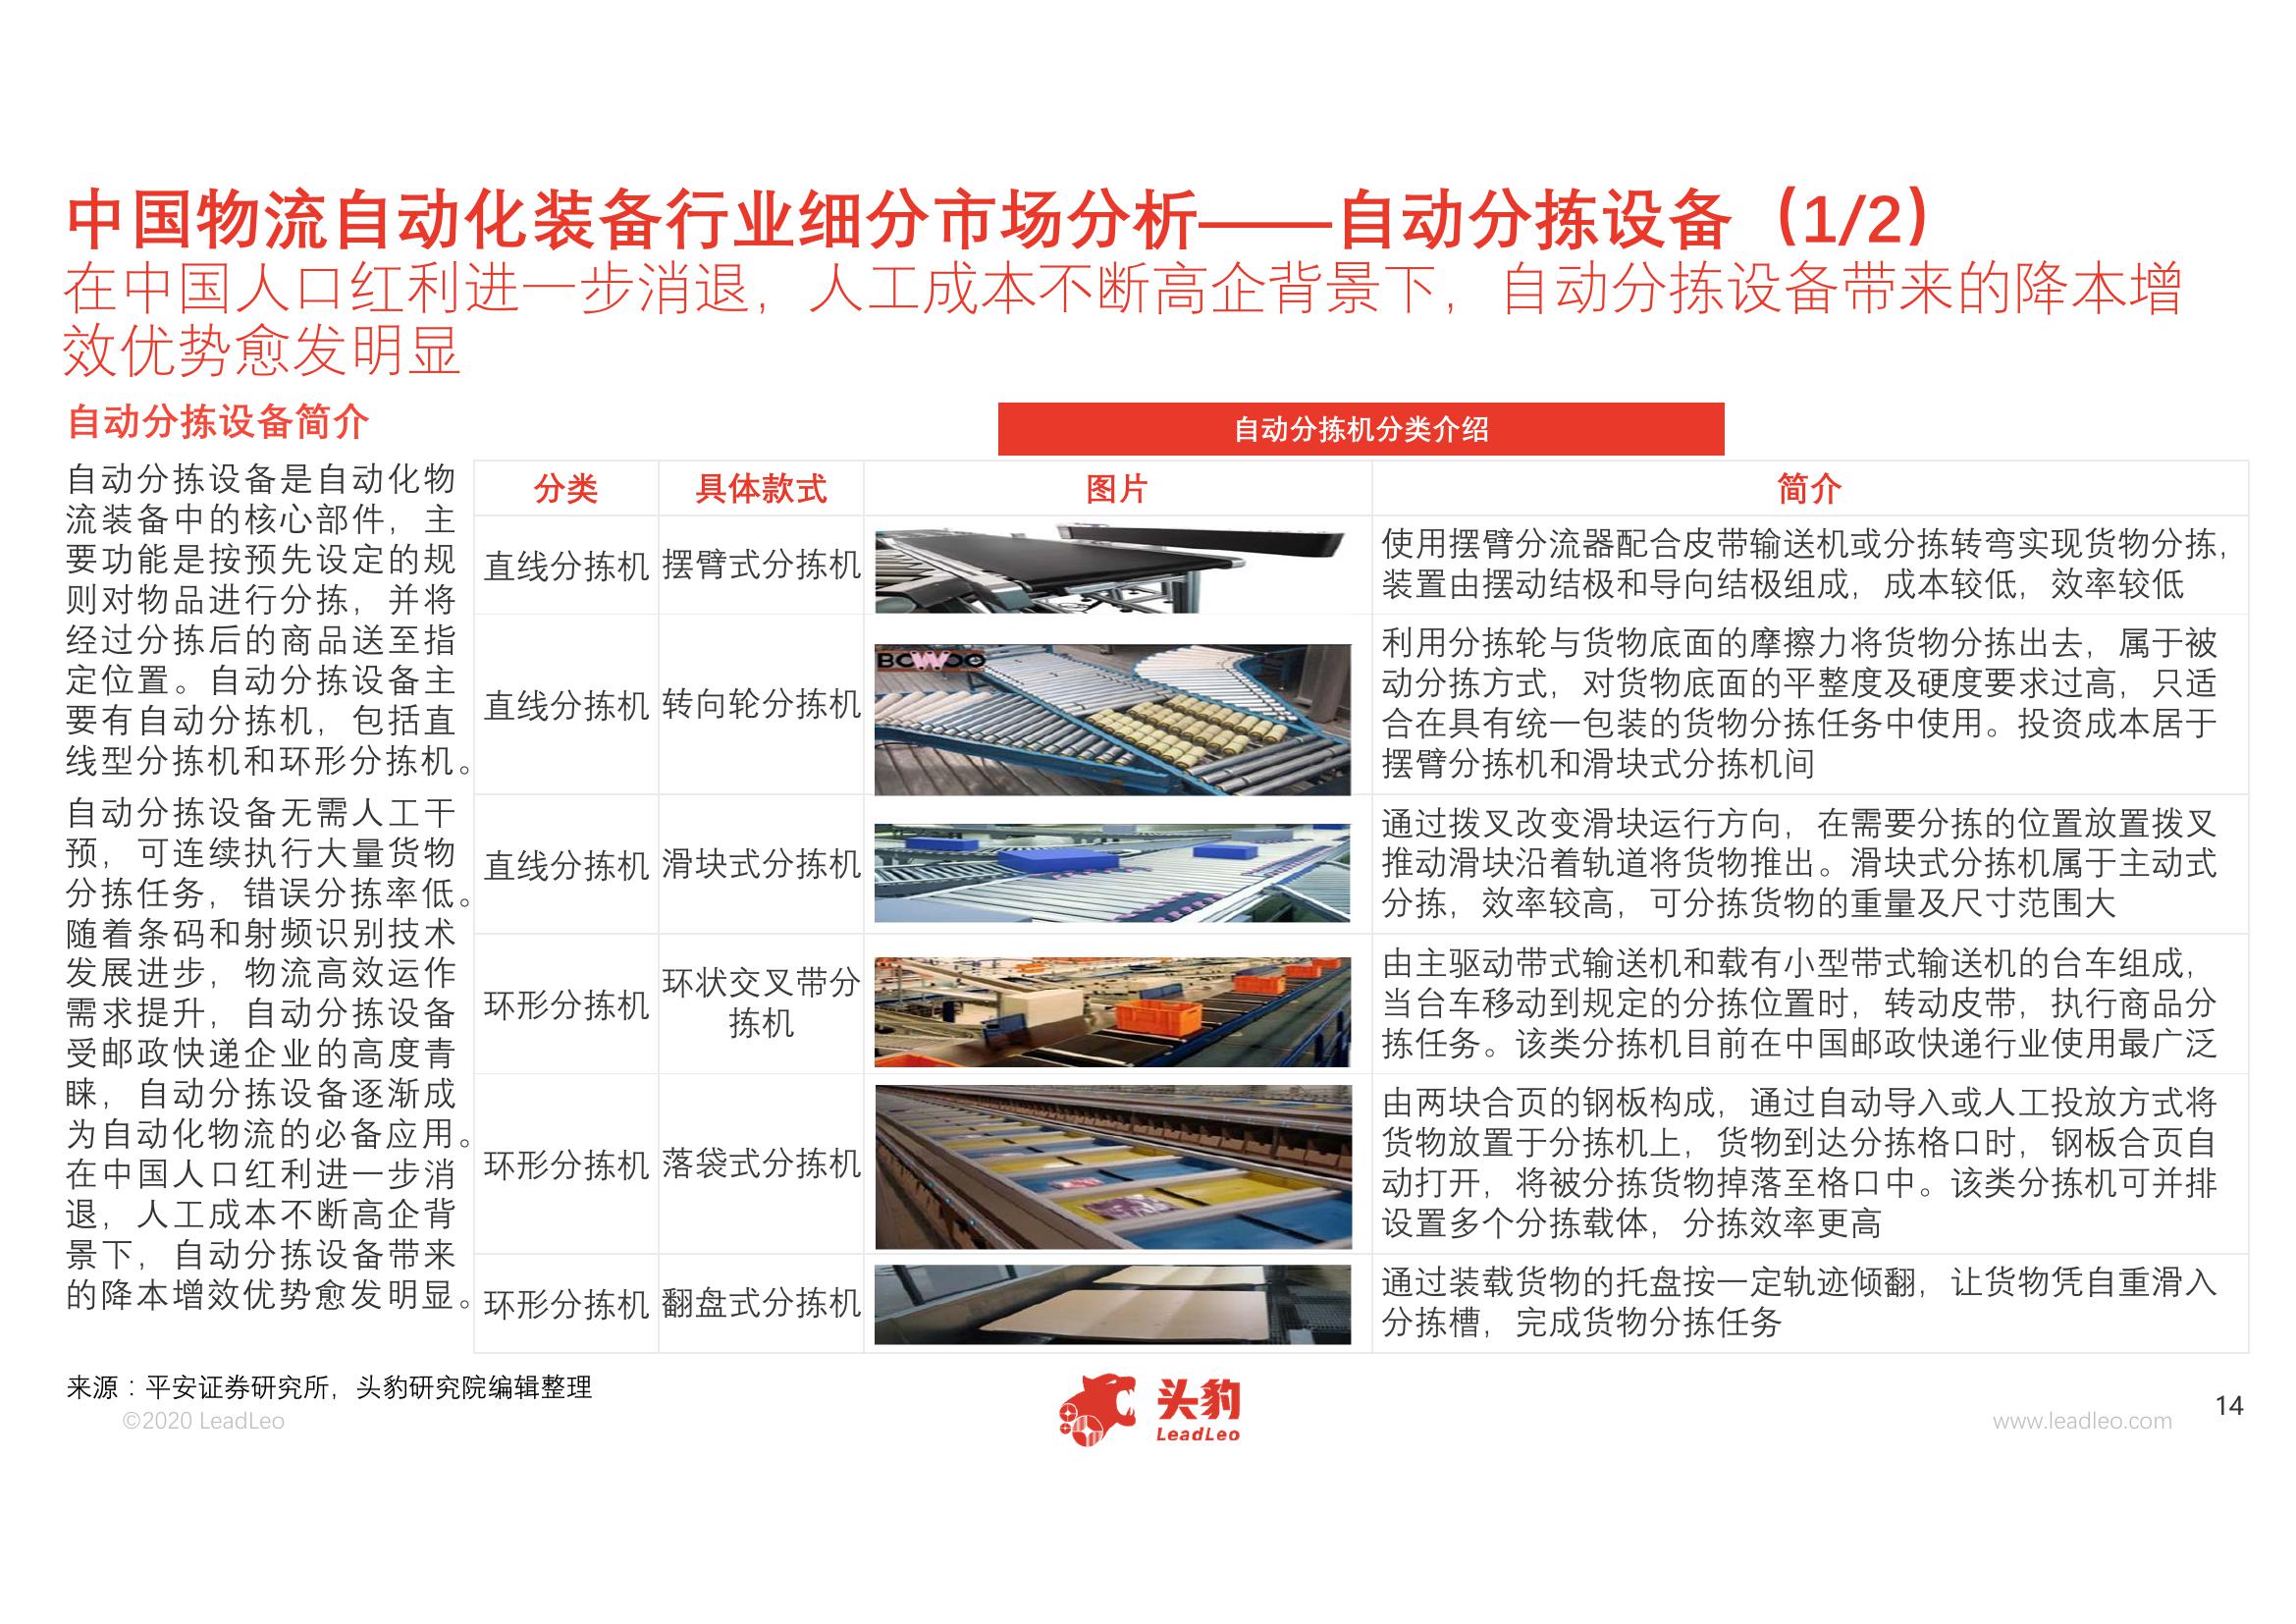 中国物流自动化装备行业细分市场分析——自动分拣设备（1/2）
在中国人口红利进一步消退，人工成本不断高企背景下，自动分拣设备带来的降本增
效优势愈发明显
自动分拣设备简介
自动分拣设备是自动化物
流装备中的核心部件，主
要功能是按预先设定的规
则对物品进行分拣，并将
经过分拣后的商品送至指
定位置。自动分拣设备主
要有自动分拣机，包括直
线型分拣机和环形分拣机。
自动分拣设备无需人工干
预，可连续执行大量货物
分拣任务，错误分拣率低。
随着条码和射频识别技术
发展进步，物流高效运作
需求提升，自动分拣设备
受邮政快递企业的高度青
睐，自动分拣设备逐渐成
为自动化物流的必备应用。
在中国人口红利进一步消
退，人工成本不断高企背
景下，自动分拣设备带来
的降本增效优势愈发明显。
自动分拣机分类介绍
分类 具体款式 图片 简介
直线分拣机 摆臂式分拣机
使用摆臂分流器配合皮带输送机或分拣转弯实现货物分拣，
装置由摆动结极和导向结极组成，成本较低，效率较低
直线分拣机 转向轮分拣机
BOWOO
利用分拣轮与货物底面的摩擦力将货物分拣出去，属于被
动分拣方式，对货物底面的平整度及硬度要求过高，只适
合在具有统一包装的货物分拣任务中使用。投资成本居于
摆臂分拣机和滑块式分拣机间
直线分拣机 滑块式分拣机
通过拨叉改变滑块运行方向，在需要分拣的位置放置拨叉
推动滑块沿着轨道将货物推出。滑块式分拣机属于主动式
分拣，效率较高，可分拣货物的重量及尺寸范围大
环形分拣机 环状交叉带分
拣机
由主驱动带式输送机和载有小型带式输送机的台车组成，
当台车移动到规定的分拣位置时，转动皮带，执行商品分
拣任务。该类分拣机目前在中国邮政快递行业使用最广泛
环形分拣机 落袋式分拣机
由两块合页的钢板构成，通过自动导入或人工投放方式将
货物放置于分拣机上，货物到达分拣格口时，钢板合页自
动打开，将被分拣货物掉落至格口中。该类分拣机可并排
设置多个分拣载体，分拣效率更高
环形分拣机 翻盘式分拣机
通过装载货物的托盘按一定轨迹倾翻，让货物凭自重滑入
分拣槽，完成货物分拣任务
来源：平安证券研究所，头豹研究院编辑整理
©2020 LeadLeo
头豹
LeadLeo
www.leadleo.com
14